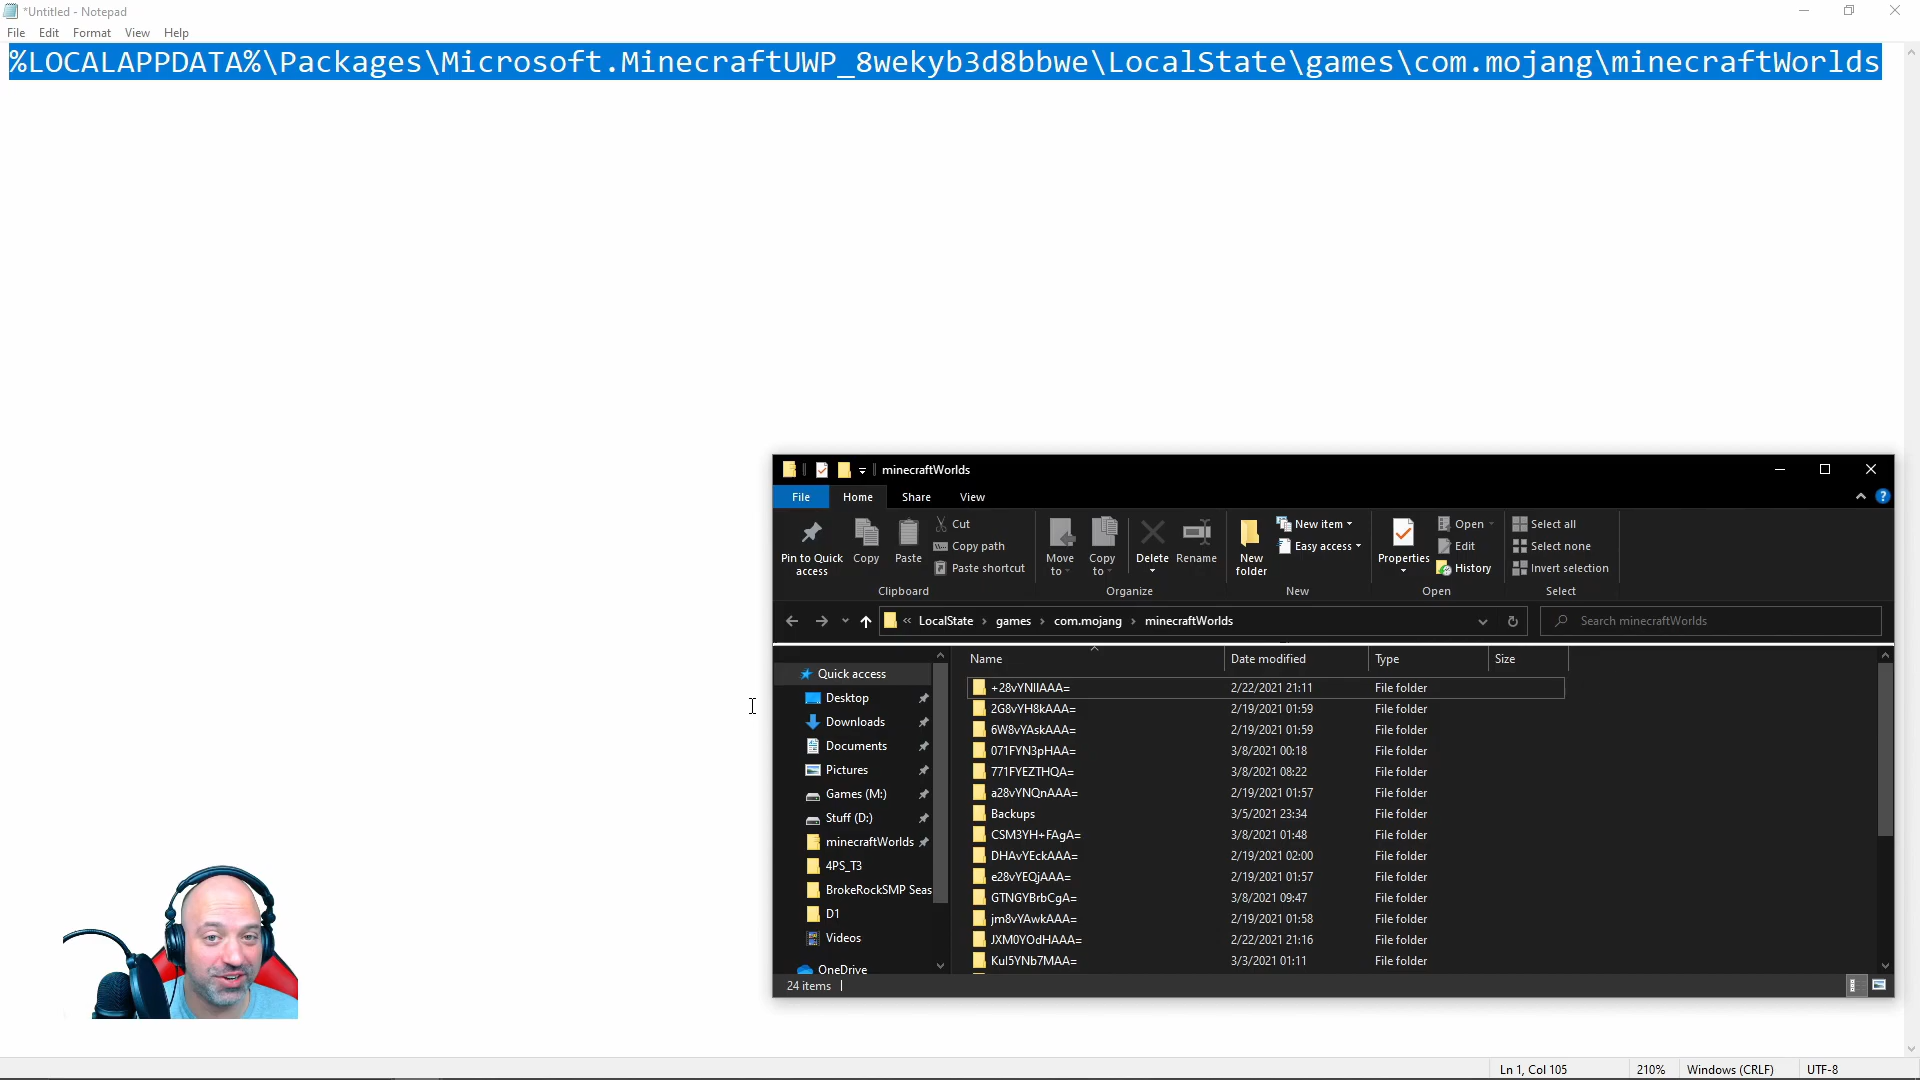 *Untitled - Notepad
File Edit Format View Help
%LOCALAPPDATA%\Packages\Microsoft.MinecraftUWP_8wekyb3d8bbwe\LocalState\games\com.mojang\minecraftWorlds
minecraftWorlds
File Home Share View
Pin to Quick access
Copy
Paste
Cut
Copy path
Paste shortcut
Clipboard
Move to
Copy to
Delete
Rename
Organize
New folder
New item
Easy access
New
Properties
Open
Edit
History
Open
Select all
Select none
Invert selection
Select
« LocalState › games › com.mojang › minecraftWorlds
Search minecraftWorlds
Quick access
Desktop
Downloads
Documents
Pictures
Games (M:)
Stuff (D:)
minecraftWorlds
4PS_T3
BrokeRockSMP Seas
D1
Videos
OneDrive
Name Date modified Type Size
+28vYNIIAAA= 2/22/2021 21:11 File folder
2G8vYH8kAAA= 2/19/2021 01:59 File folder
6W8vYAskAAA= 2/19/2021 01:59 File folder
071FYN3pHAA= 3/8/2021 00:18 File folder
771FYEZTHQA= 3/8/2021 08:22 File folder
a28vYNQnAAA= 2/19/2021 01:57 File folder
Backups 3/5/2021 23:34 File folder
CSM3YH+FAgA= 3/8/2021 01:48 File folder
DHAvYEckAAA= 2/19/2021 02:00 File folder
e28vYEQjAAA= 2/19/2021 01:57 File folder
GTNGYBrbCgA= 3/8/2021 09:47 File folder
jm8vYAwkAAA= 2/19/2021 01:58 File folder
JXM0YOdHAAA= 2/22/2021 21:16 File folder
Kul5YNb7MAA= 3/3/2021 01:11 File folder
24 items
Ln 1, Col 105 210% Windows (CRLF) UTF-8